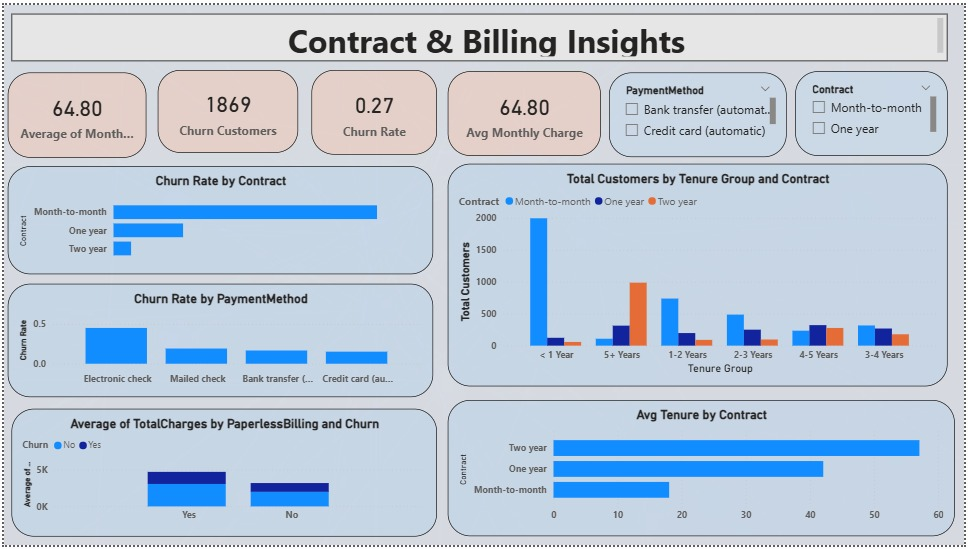 Contract & Billing Insights
64.80
Average of Month...
1869
Churn Customers
0.27
Churn Rate
64.80
Avg Monthly Charge
PaymentMethod
Bank transfer (automat...
Credit card (automatic)
Contract
Month-to-month
One year
Churn Rate by Contract
Contract
Month-to-month
One year
Two year
Churn Rate by PaymentMethod
Churn Rate
0.5
0.0
Electronic check
Mailed check
Bank transfer (...
Credit card (au...
Average of TotalCharges by PaperlessBilling and Churn
Churn No Yes
Average of ...
5K
0K
Yes
No
Total Customers by Tenure Group and Contract
Contract Month-to-month One year Two year
Total Customers
2000
1500
1000
500
0
< 1 Year
5+ Years
1-2 Years
2-3 Years
4-5 Years
3-4 Years
Tenure Group
Avg Tenure by Contract
Contract
Two year
One year
Month-to-month
0 10 20 30 40 50 60